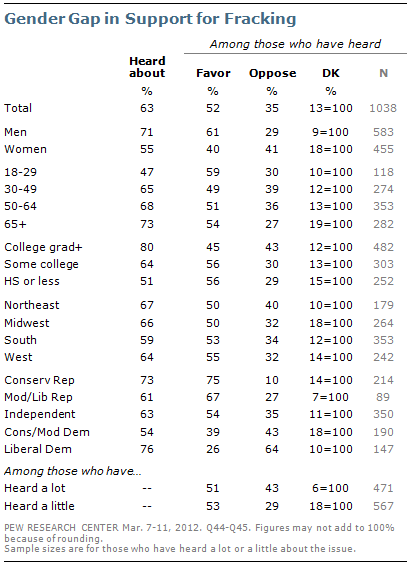 Gender Gap in Support for Fracking
Among those who have heard
Heard about Favor Oppose DK N
% % % %
Total 63 52 35 13=100 1038
Men 71 61 29 9=100 583
Women 55 40 41 18=100 455
18-29 47 59 30 10=100 118
30-49 65 49 39 12=100 274
50-64 68 51 36 13=100 353
65+ 73 54 27 19=100 282
College grad+ 80 45 43 12=100 482
Some college 64 56 30 13=100 303
HS or less 51 56 29 15=100 252
Northeast 67 50 40 10=100 179
Midwest 66 50 32 18=100 264
South 59 53 34 12=100 353
West 64 55 32 14=100 242
Conserv Rep 73 75 10 14=100 214
Mod/Lib Rep 61 67 27 7=100 89
Independent 63 54 35 11=100 350
Cons/Mod Dem 54 39 43 18=100 190
Liberal Dem 76 26 64 10=100 147
Among those who have...
Heard a lot -- 51 43 6=100 471
Heard a little -- 53 29 18=100 567
PEW RESEARCH CENTER Mar. 7-11, 2012. Q44-Q45. Figures may not add to 100%
because of rounding.
Sample sizes are for those who have heard a lot or a little about the issue.